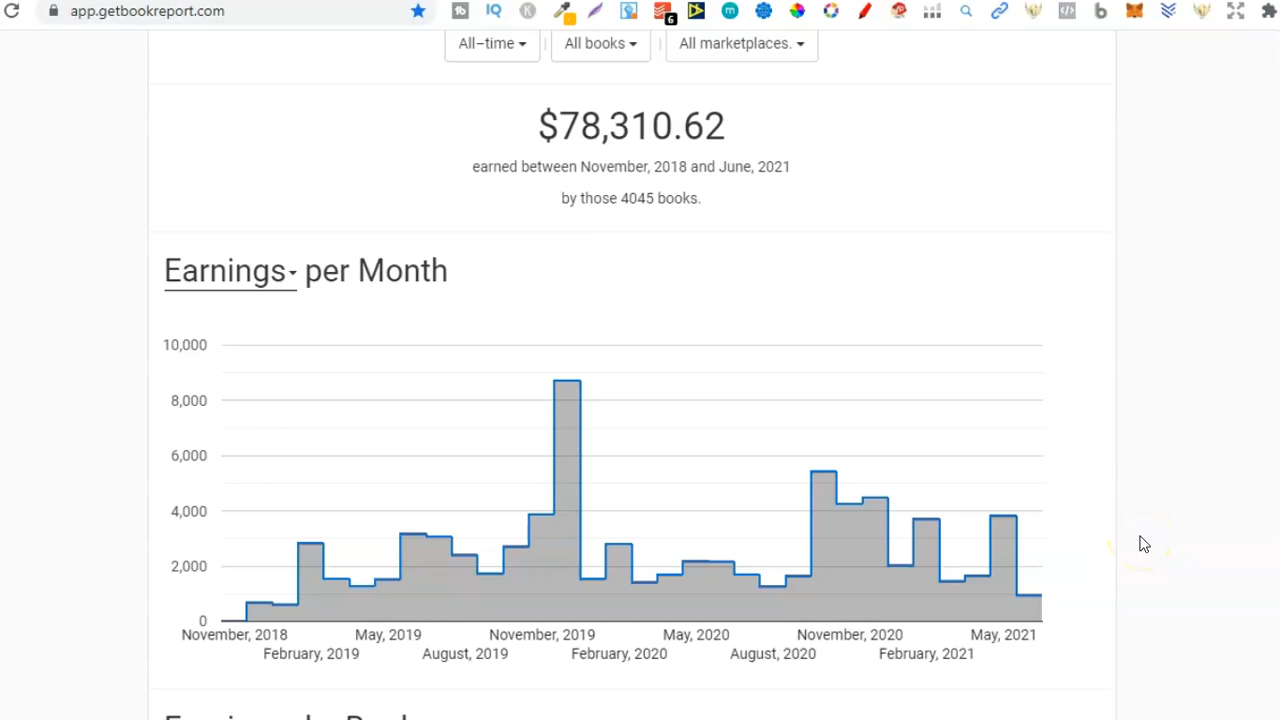 app.getbookreport.com
6
All-time
All books
All marketplaces.
$78,310.62
earned between November, 2018 and June, 2021
by those 4045 books.
Earnings per Month
10,000
8,000
6,000
4,000
2,000
0
November, 2018 May, 2019 November, 2019 May, 2020 November, 2020 May, 2021
February, 2019 August, 2019 February, 2020 August, 2020 February, 2021